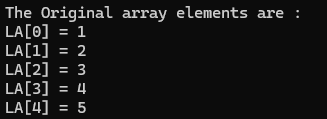 The Original array elements are :
LA[0] = 1
LA[1] = 2
LA[2] = 3
LA[3] = 4
LA[4] = 5